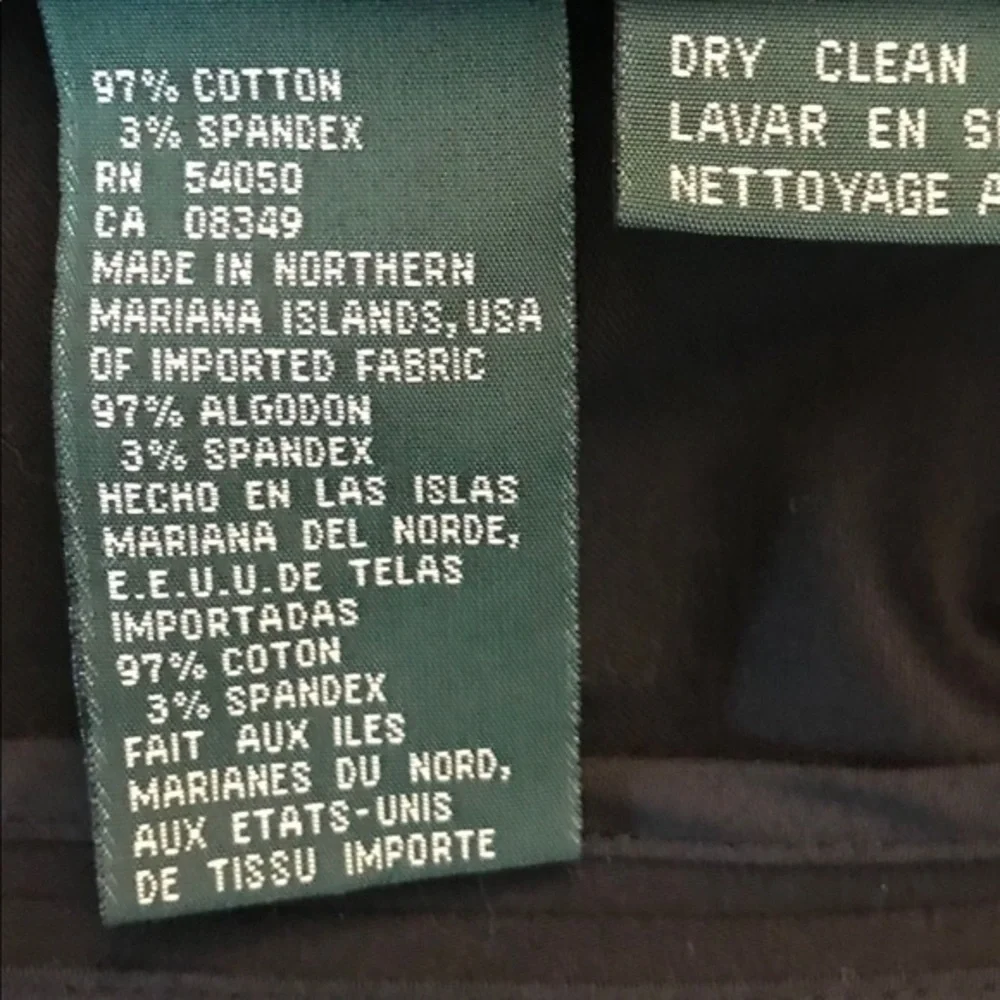 97% COTTON
3% SPANDEX
RN 54050
CA 08349
MADE IN NORTHERN
MARIANA ISLANDS, USA
OF IMPORTED FABRIC
97% ALGODON
3% SPANDEX
HECHO EN LAS ISLAS
MARIANA DEL NORDE,
E.E.U.U.DE TELAS
IMPORTADAS
97% COTON
3% SPANDEX
FAIT AUX ILES
MARIANES DU NORD,
AUX ETATS-UNIS
DE TISSU IMPORTE
DRY CLEAN
LAVAR EN
NETTOYAGE